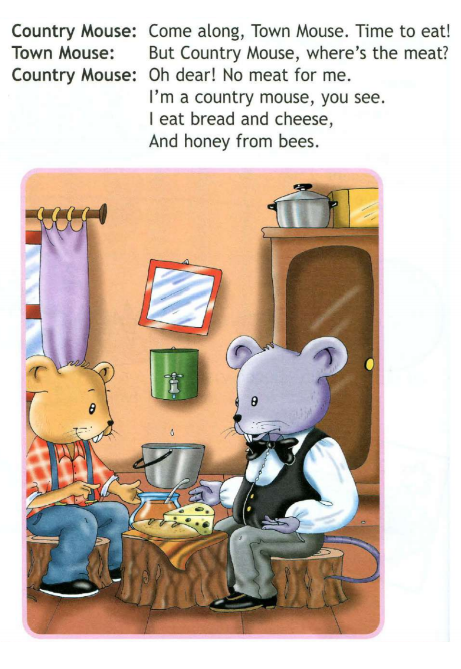 Country Mouse: Come along, Town Mouse. Time to eat!
Town Mouse: But Country Mouse, where's the meat?
Country Mouse: Oh dear! No meat for me.
I'm a country mouse, you see.
I eat bread and cheese,
And honey from bees.